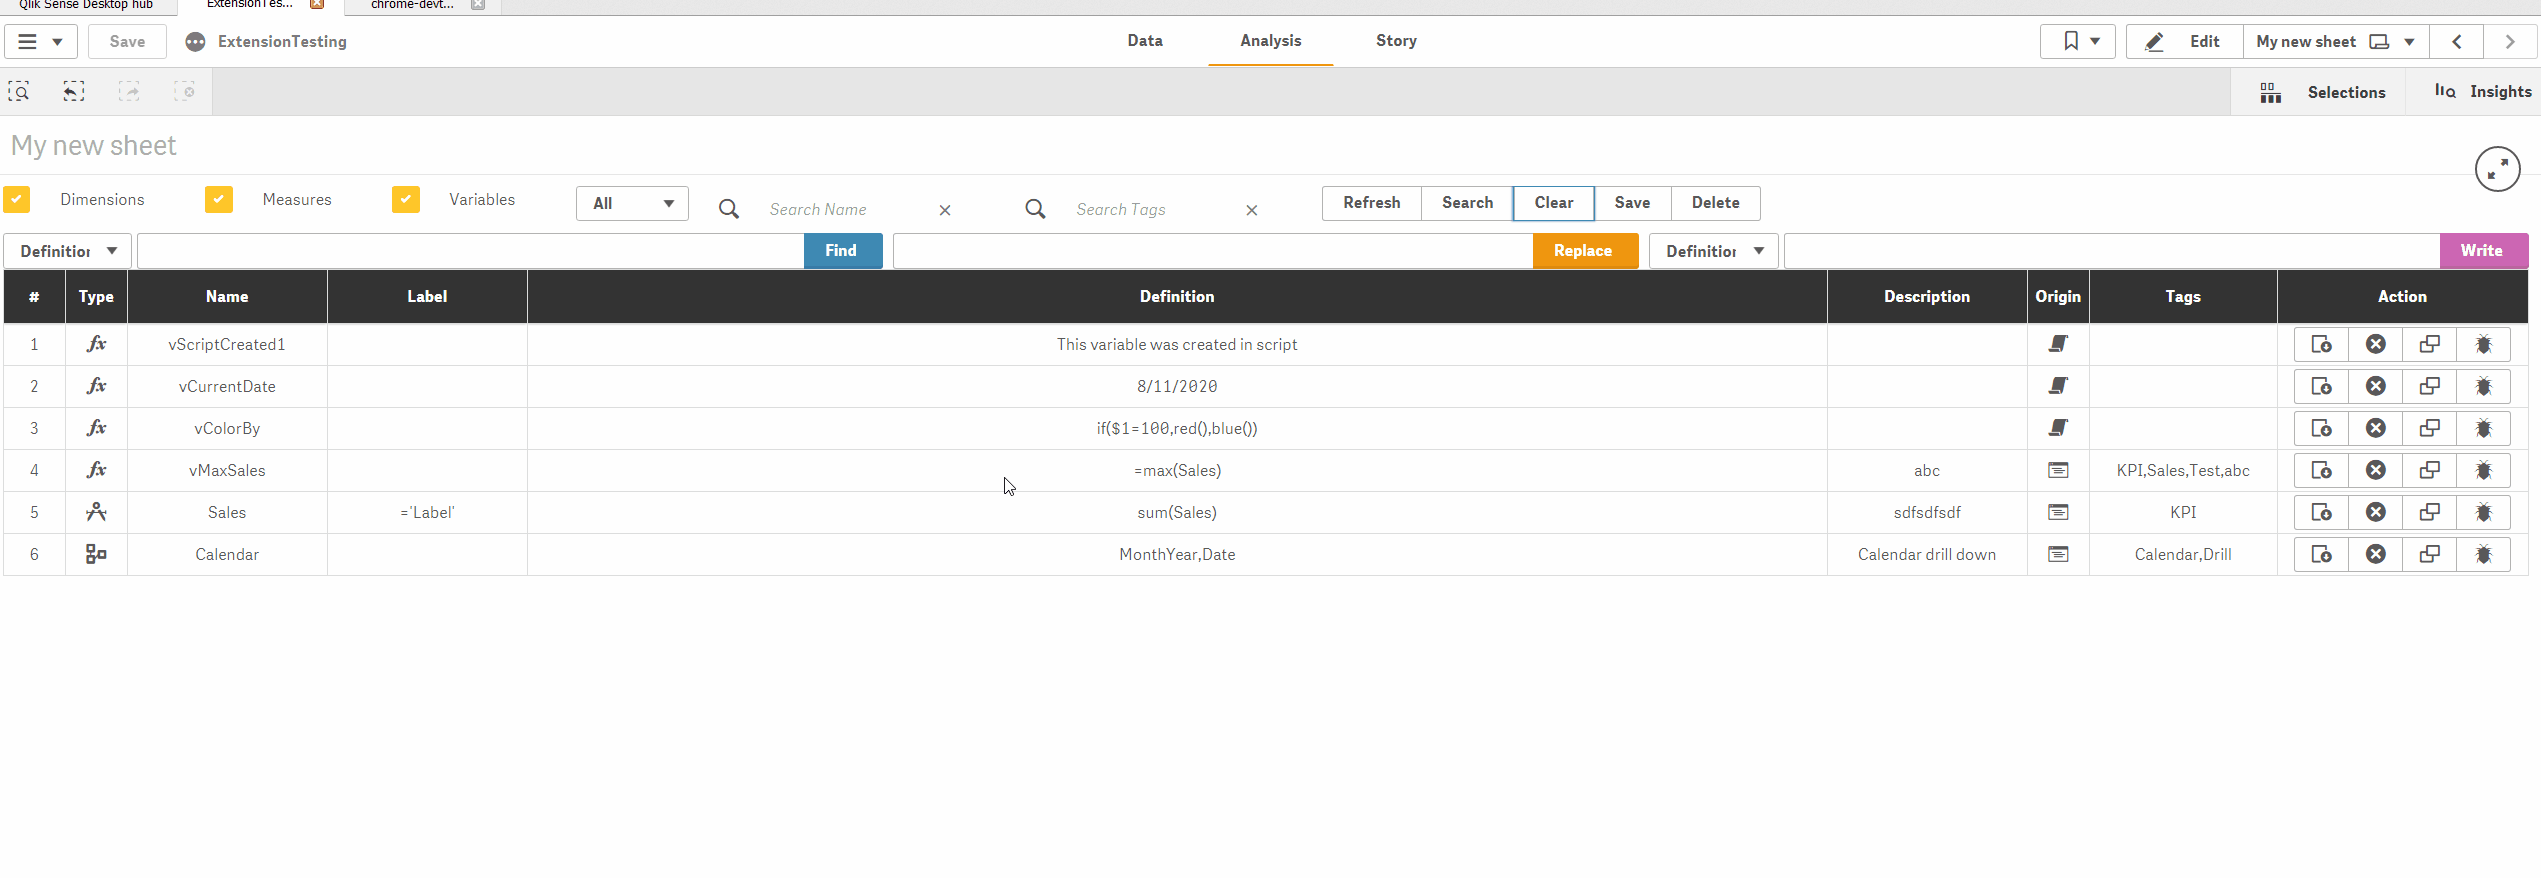 Qlik Sense Desktop hub ExtensionTes... chrome-devt...
Save ExtensionTesting Data Analysis Story Edit My new sheet
Selections Insights
My new sheet
Dimensions Measures Variables All Search Name Search Tags Refresh Search Clear Save Delete
Definition Find Replace Definition Write
# Type Name Label Definition Description Origin Tags Action
1 fx vScriptCreated1 This variable was created in script
2 fx vCurrentDate 8/11/2020
3 fx vColorBy if($1=100,red(),blue())
4 fx vMaxSales =max(Sales) abc KPI,Sales,Test,abc
5 Sales ='Label' sum(Sales) sdfsdfsdf KPI
6 Calendar MonthYear,Date Calendar drill down Calendar,Drill